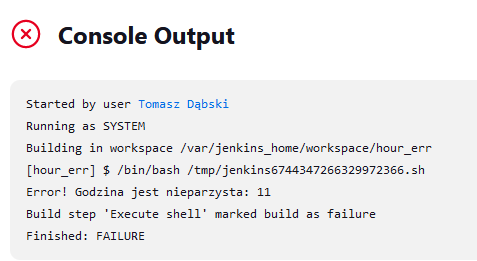 Console Output
Started by user Tomasz Dąbski
Running as SYSTEM
Building in workspace /var/jenkins_home/workspace/hour_err
[hour_err] $ /bin/bash /tmp/jenkins6744347266329972366.sh
Error! Godzina jest nieparzysta: 11
Build step 'Execute shell' marked build as failure
Finished: FAILURE